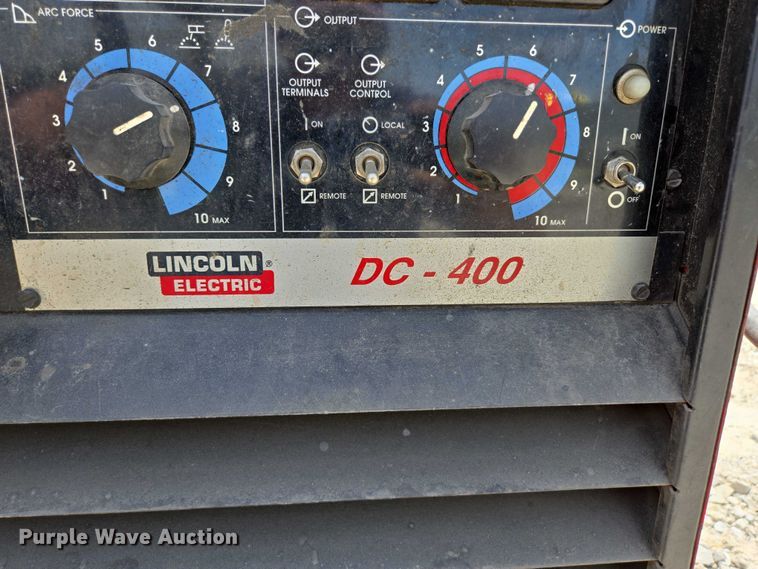 ARC FORCE
1
2
3
4
5
6
7
8
9
10 MAX
OUTPUT
OUTPUT
TERMINALS
ON
REMOTE
OUTPUT
CONTROL
LOCAL
REMOTE
1
2
3
4
5
6
7
8
9
10 MAX
POWER
ON
OFF
LINCOLN ®
ELECTRIC
DC - 400
Purple Wave Auction